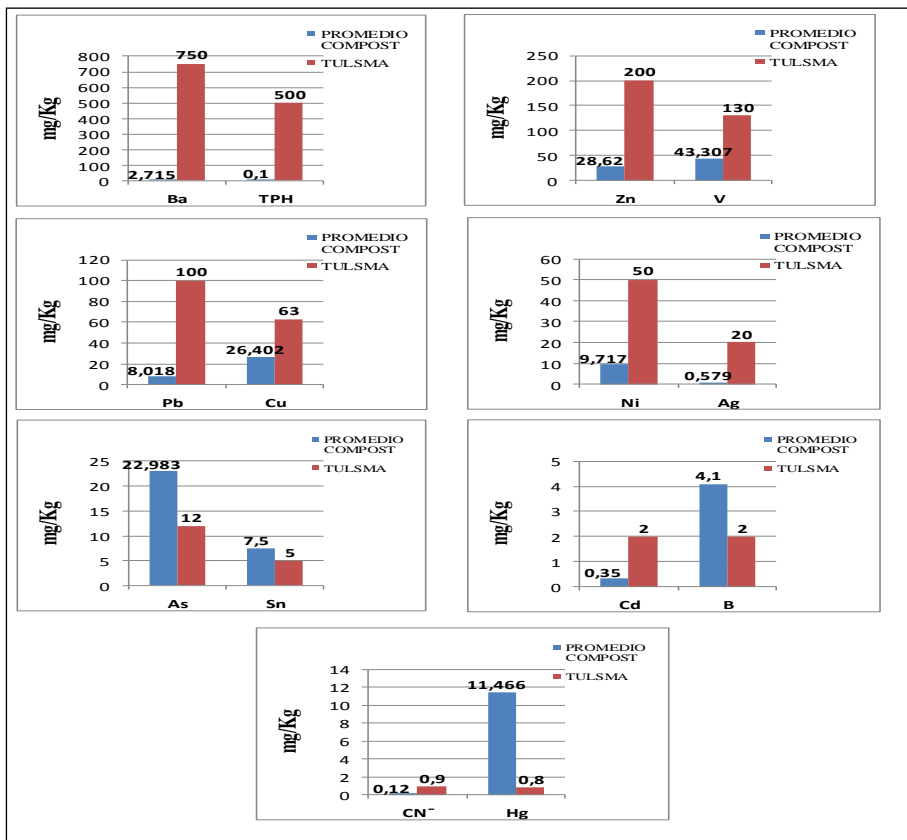 PROMEDIO
COMPOST
TULSMA
mg/Kg
800
700
600
500
400
300
200
100
0
750
500
2,715
0,1
Ba
TPH
PROMEDIO
COMPOST
TULSMA
mg/Kg
250
200
150
100
50
0
200
130
28,62
43,307
Zn
V
PROMEDIO
COMPOST
TULSMA
mg/Kg
120
100
80
60
40
20
0
100
63
8,018
26,402
Pb
Cu
PROMEDIO
COMPOST
TULSMA
mg/Kg
60
50
40
30
20
10
0
50
20
9,717
0,579
Ni
Ag
PROMEDIO
COMPOST
TULSMA
mg/Kg
25
20
15
10
5
0
22,983
12
7,5
5
As
Sn
PROMEDIO
COMPOST
TULSMA
mg/Kg
5
4
3
2
1
0
4,1
2
2
0,35
Cd
B
PROMEDIO
COMPOST
TULSMA
mg/Kg
14
12
10
8
6
4
2
0
11,466
0,12
0,9
0,8
CN⁻
Hg